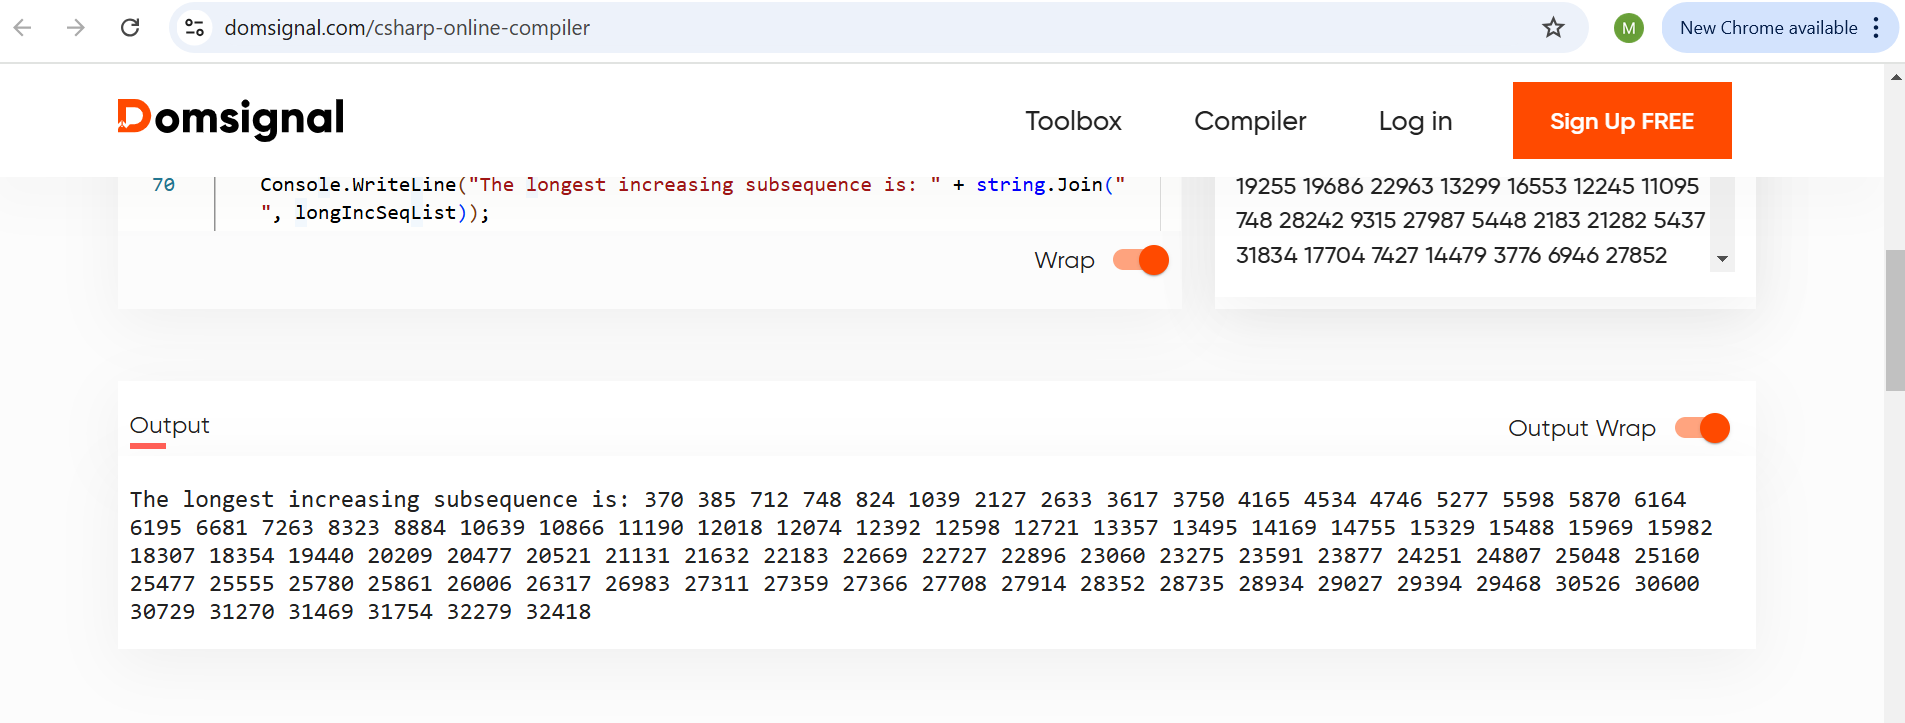 domsignal.com/csharp-online-compiler
M
New Chrome available
Domsignal
Toolbox
Compiler
Log in
Sign Up FREE
70
Console.WriteLine("The longest increasing subsequence is: " + string.Join("
", longIncSeqList));
Wrap
19255 19686 22963 13299 16553 12245 11095
748 28242 9315 27987 5448 2183 21282 5437
31834 17704 7427 14479 3776 6946 27852
Output
Output Wrap
The longest increasing subsequence is: 370 385 712 748 824 1039 2127 2633 3617 3750 4165 4534 4746 5277 5598 5870 6164
6195 6681 7263 8323 8884 10639 10866 11190 12018 12074 12392 12598 12721 13357 13495 14169 14755 15329 15488 15969 15982
18307 18354 19440 20209 20477 20521 21131 21632 22183 22669 22727 22896 23060 23275 23591 23877 24251 24807 25048 25160
25477 25555 25780 25861 26006 26317 26983 27311 27359 27366 27708 27914 28352 28735 28934 29027 29394 29468 30526 30600
30729 31270 31469 31754 32279 32418